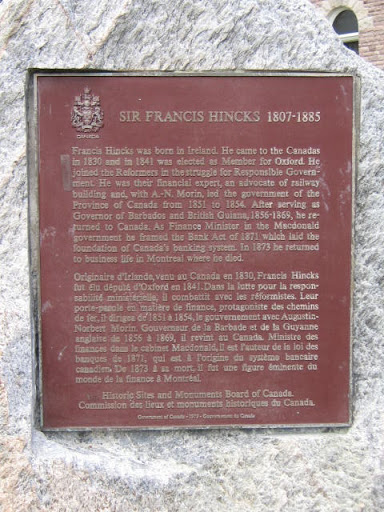 CANADA
SIR FRANCIS HINCKS 1807-1885
Francis Hincks was born in Ireland. He came to the Canadas
in 1830 and in 1841 was elected as Member for Oxford. He
joined the Reformers in the struggle for Responsible Govern-
ment. He was their financial expert, an advocate of railway
building and, with A.-N. Morin, led the government of the
Province of Canada from 1851 to 1854. After serving as
Governor of Barbados and British Guiana, 1856-1869, he re-
turned to Canada. As Finance Minister in the Macdonald
government he framed the Bank Act of 1871 which laid the
foundation of Canada's banking system. In 1873 he returned
to business life in Montreal where he died.
Originaire d'Irlande, venu au Canada en 1830, Francis Hincks
fut élu député d'Oxford en 1841. Dans la lutte pour la respon-
sabilité ministérielle, il combattit avec les réformistes. Leur
porte-parole en matière de finance, protagoniste des chemins
de fer, il dirigea de 1851 à 1854, le gouvernement avec Augustin-
Norbert Morin. Gouverneur de la Barbade et de la Guyanne
anglaise de 1856 à 1869, il revint au Canada. Ministre des
finances dans le cabinet Macdonald, il est l'auteur de la loi des
banques de 1871, qui est à l'origine du système bancaire
canadien. De 1873 à sa mort, il fut une figure éminente du
monde de la finance à Montréal.
Historic Sites and Monuments Board of Canada.
Commission des lieux et monuments historiques du Canada.
Government of Canada - 1974 - Gouvernement du Canada